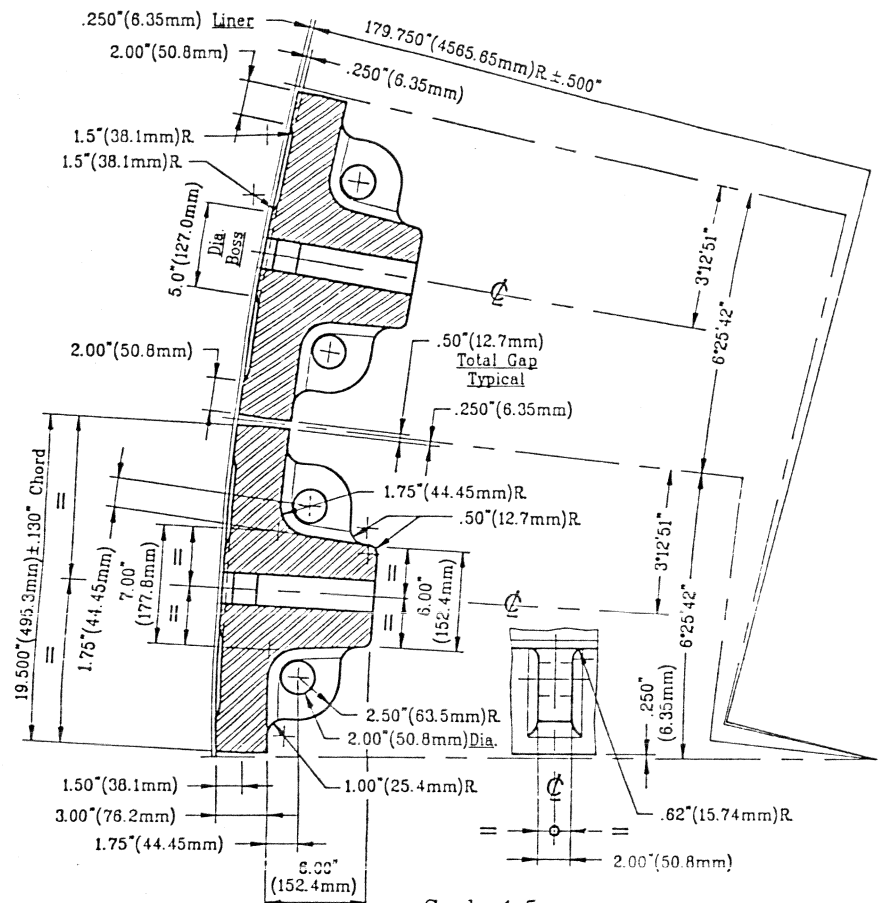 .250"(6.35mm) Liner
179.750"(4565.65mm)R ±.500"
2.00"(50.8mm)
.250"(6.35mm)
1.5"(38.1mm)R
1.5"(38.1mm)R
5.0"(127.0mm)
Dia.
Boss
3°12'51"
6°25'42"
℄
2.00"(50.8mm)
.50"(12.7mm)
Total Gap
Typical
.250"(6.35mm)
19.500"(495.3mm)±.130" Chord
=
=
1.75"(44.45mm)
1.75"(44.45mm)R
.50"(12.7mm)R
7.00"
(177.8mm)
=
=
=
=
6.00"
(152.4mm)
℄
3°12'51"
6°25'42"
.250"
(6.35mm)
2.50"(63.5mm)R
2.00"(50.8mm)Dia.
1.50"(38.1mm)
1.00"(25.4mm)R
3.00"(76.2mm)
1.75"(44.45mm)
℄
.62"(15.74mm)R
=
=
2.00"(50.8mm)
(152.4mm)